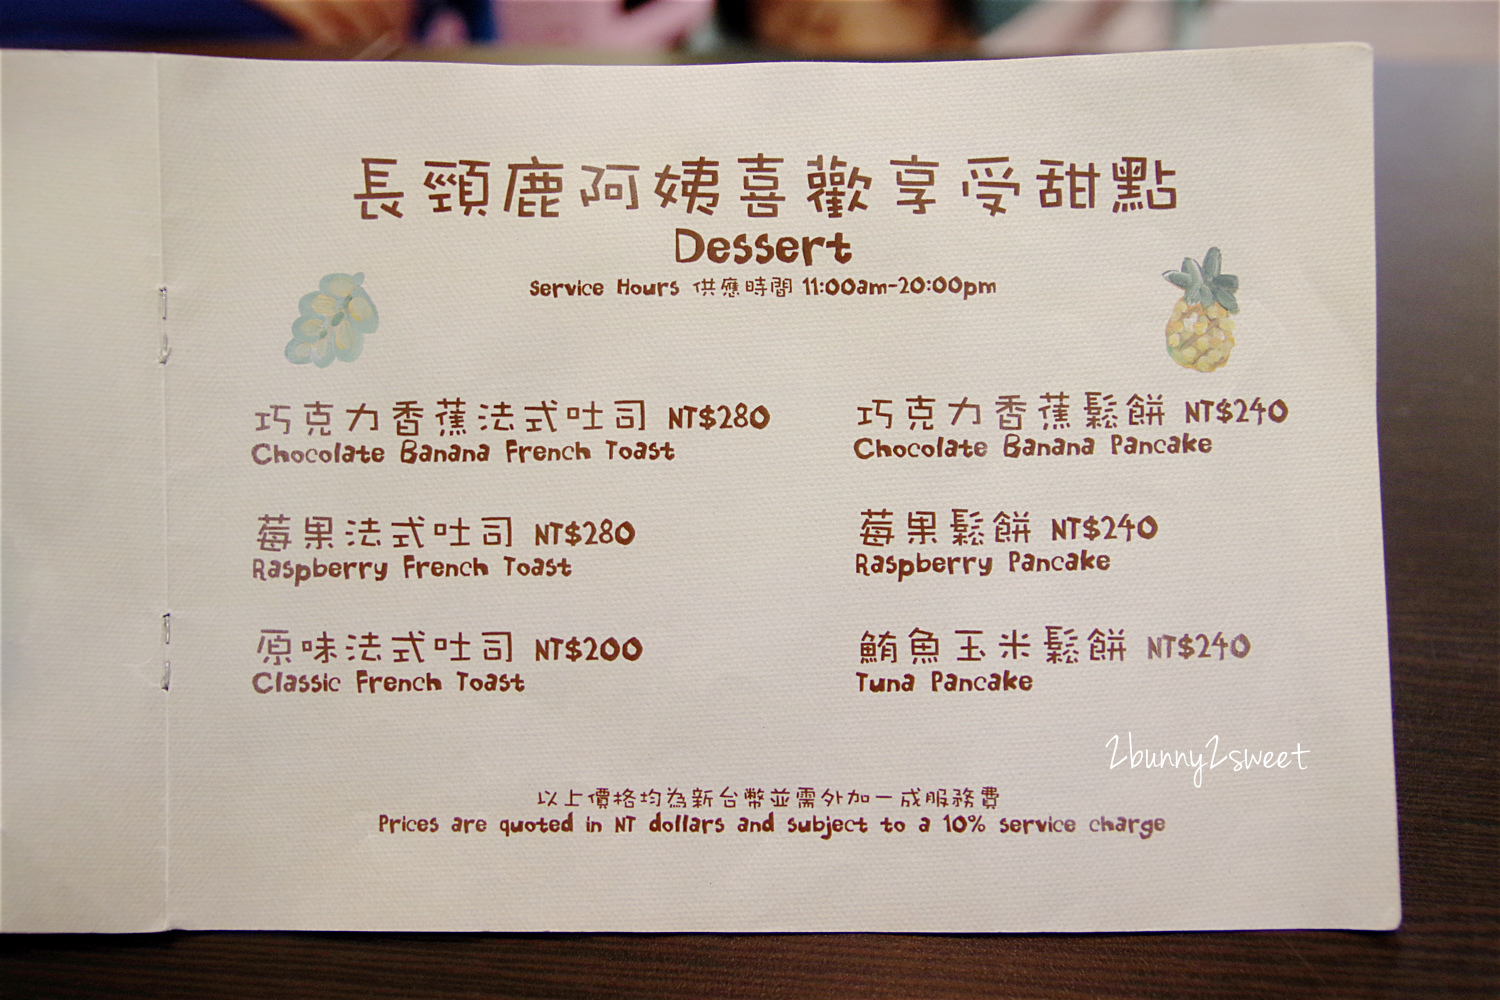 長頸鹿阿姨喜歡享受甜點
Dessert
Service Hours 供應時間 11:00am-20:00pm
巧克力香蕉法式吐司 NT$280
Chocolate Banana French Toast
莓果法式吐司 NT$280
Raspberry French Toast
原味法式吐司 NT$200
Classic French Toast
巧克力香蕉鬆餅 NT$240
Chocolate Banana Pancake
莓果鬆餅 NT$240
Raspberry Pancake
鮪魚玉米鬆餅 NT$240
Tuna Pancake
2bunny2sweet
以上價格均為新台幣並需外加一成服務費
Prices are quoted in NT dollars and subject to a 10% service charge